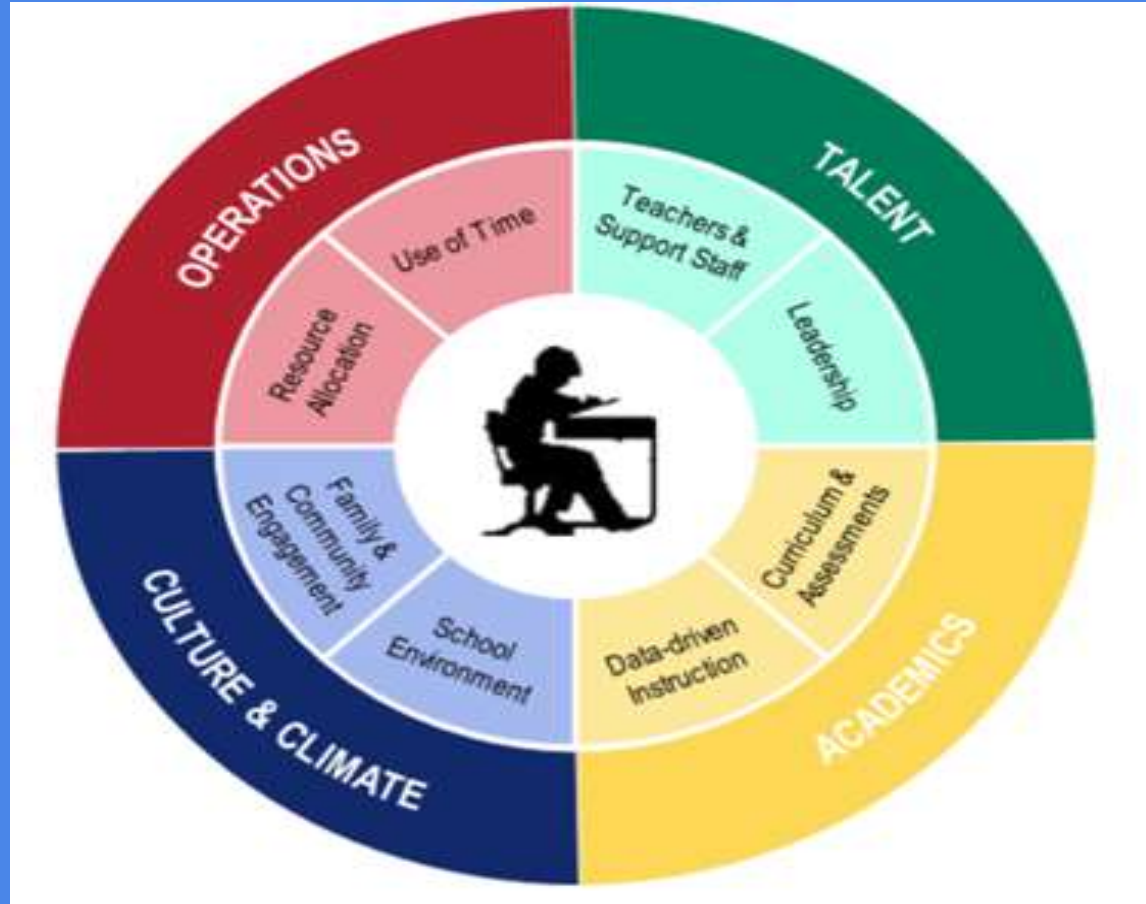 OPERATIONS
TALENT
Use of Time
Teachers &
Support Staff
Resource
Allocation
Leadership
Family &
Community
Engagement
Curriculum &
Assessments
School
Environment
Data-driven
Instruction
CULTURE & CLIMATE
ACADEMICS